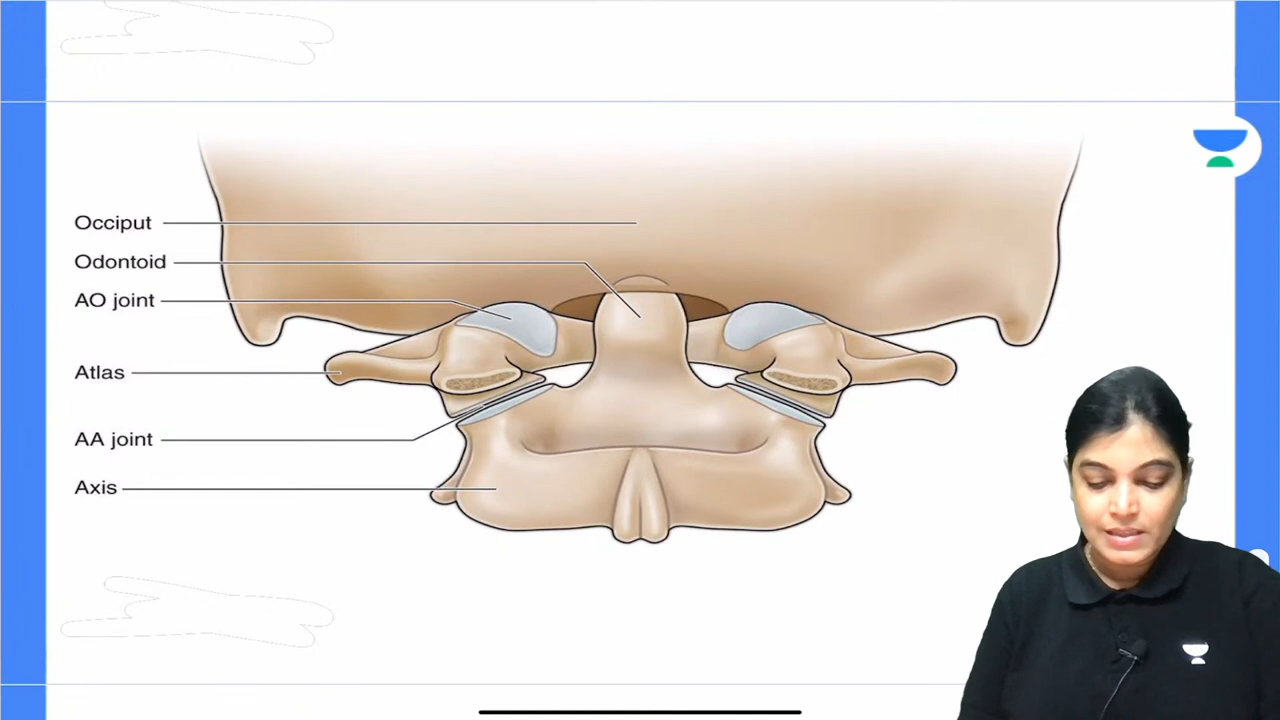 Occiput
Odontoid
AO joint
Atlas
AA joint
Axis